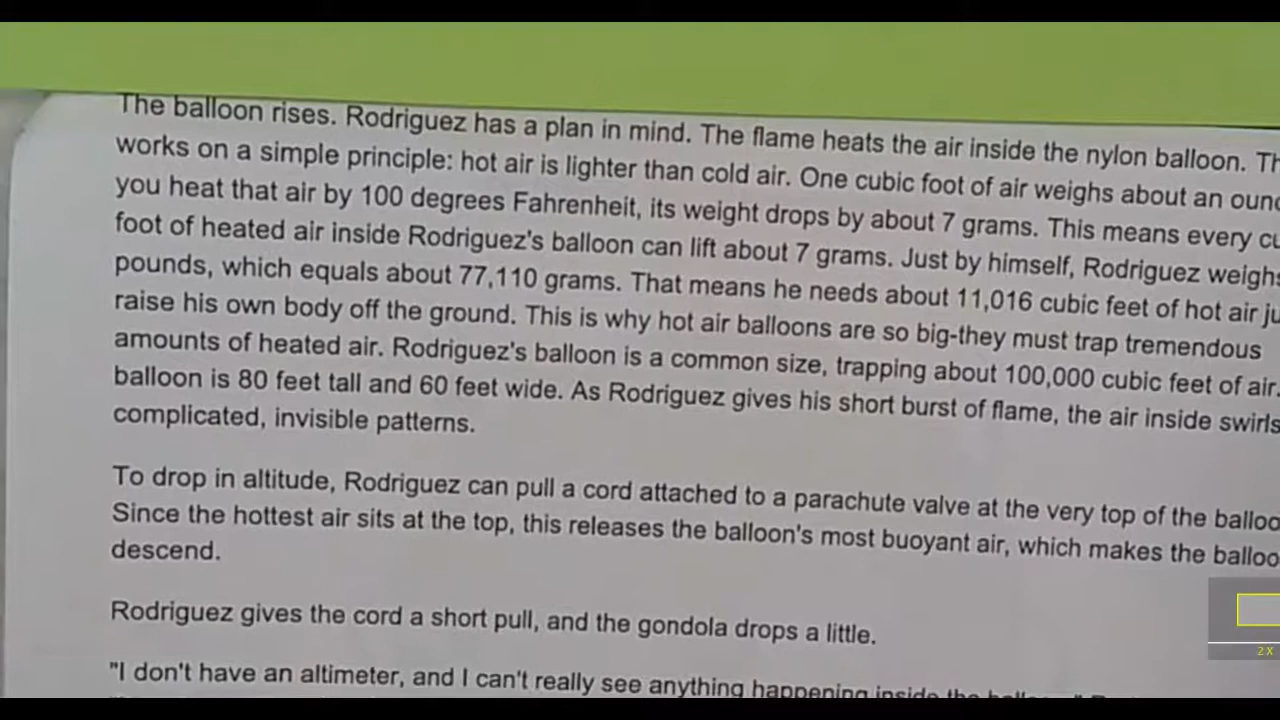 The balloon rises. Rodriguez has a plan in mind. The flame heats the air inside the nylon balloon.
works on a simple principle: hot air is lighter than cold air. One cubic foot of air weighs about an
you heat that air by 100 degrees Fahrenheit, its weight drops by about 7 grams. This means every
foot of heated air inside Rodriguez's balloon can lift about 7 grams. Just by himself, Rodriguez weighs
pounds, which equals about 77,110 grams. That means he needs about 11,016 cubic feet of hot air
raise his own body off the ground. This is why hot air balloons are so big-they must trap tremendous
amounts of heated air. Rodriguez's balloon is a common size, trapping about 100,000 cubic feet of air.
balloon is 80 feet tall and 60 feet wide. As Rodriguez gives his short burst of flame, the air inside swirls
complicated, invisible patterns.
To drop in altitude, Rodriguez can pull a cord attached to a parachute valve at the very top of the
Since the hottest air sits at the top, this releases the balloon's most buoyant air, which makes the
descend.
Rodriguez gives the cord a short pull, and the gondola drops a little.
"I don't have an altimeter, and I can't really see anything happening inside the
2X